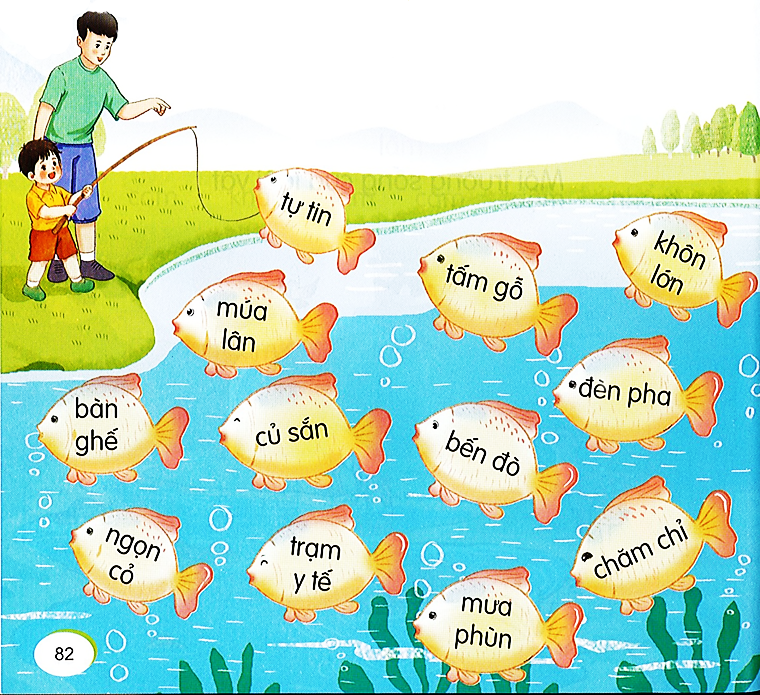 tự tin
khôn
lớn
tấm gỗ
múa
lân
đèn pha
bàn
ghế
củ sắn
bến đò
ngọn
cỏ
trạm
y tế
chăm chỉ
mưa
phùn
82